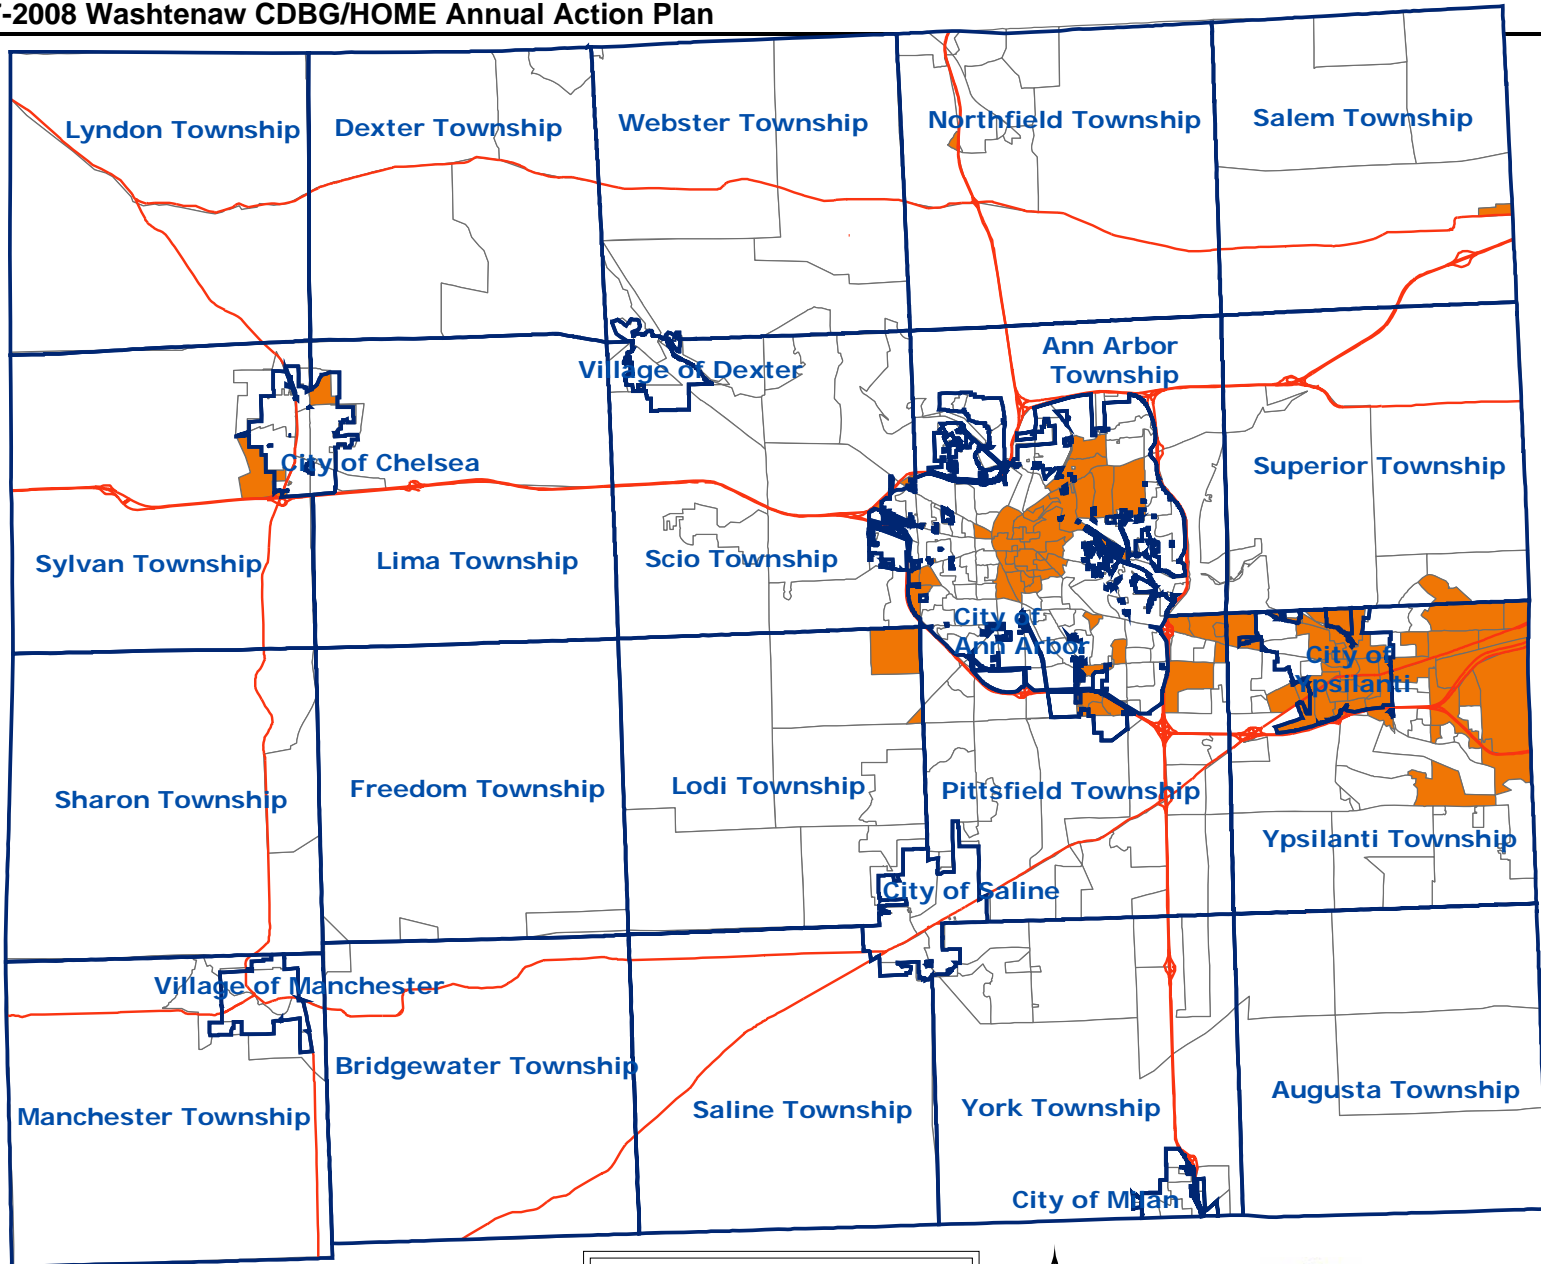 -2008 Washtenaw CDBG/HOME Annual Action Plan
Lyndon Township
Dexter Township
Webster Township
Northfield Township
Salem Township
Village of Dexter
Ann Arbor
Township
City of Chelsea
Superior Township
Sylvan Township
Lima Township
Scio Township
City of
Ann Arbor
City of
Ypsilanti
Sharon Township
Freedom Township
Lodi Township
Pittsfield Township
Ypsilanti Township
City of Saline
Village of Manchester
Bridgewater Township
Manchester Township
Saline Township
York Township
Augusta Township
City of Milan